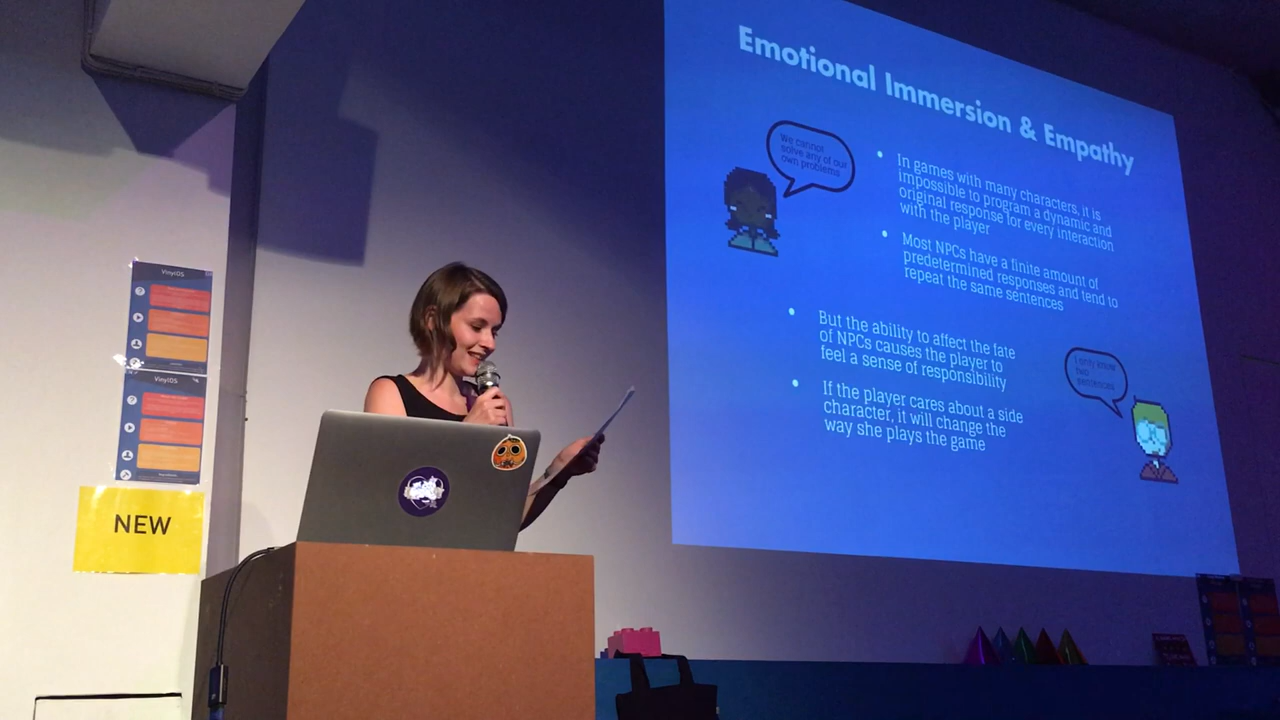 Emotional Immersion & Empathy
We cannot
solve any of our
own problems
In games with many characters, it is
impossible to program a dynamic and
original response for every interaction
with the player
Most NPCs have a finite amount of
predetermined responses and tend to
repeat the same sentences
But the ability to affect the fate
of NPCs causes the player to
feel a sense of responsibility
If the player cares about a side
character, it will change the
way she plays the game
I only know
two
sentences
VinylOS
VinylOS
NEW